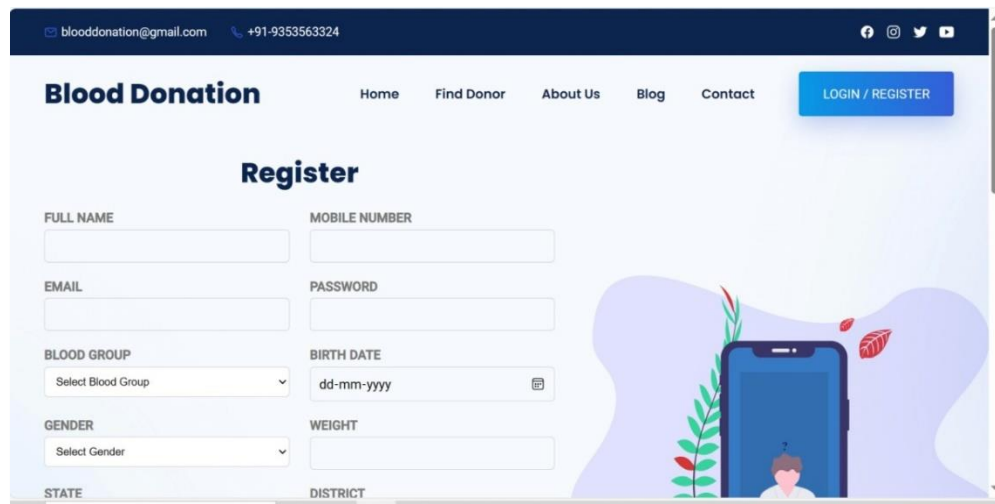 blooddonation@gmail.com +91-9353563324
Blood Donation Home Find Donor About Us Blog Contact LOGIN / REGISTER
Register
FULL NAME MOBILE NUMBER
EMAIL PASSWORD
BLOOD GROUP BIRTH DATE
Select Blood Group dd-mm-yyyy
GENDER WEIGHT
Select Gender
STATE DISTRICT